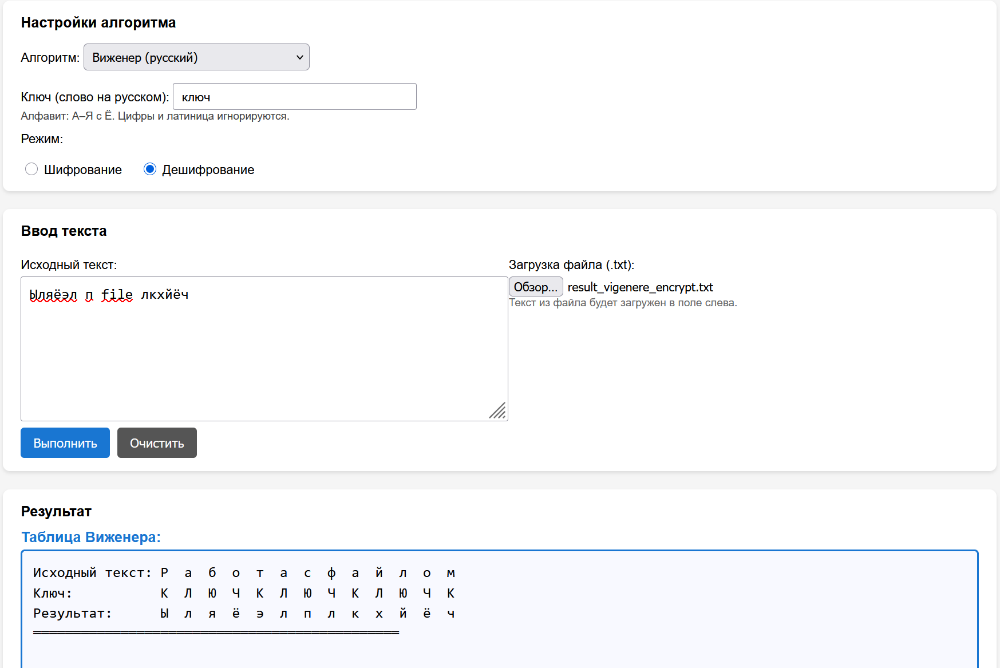 Настройки алгоритма
Алгоритм: Виженер (русский)
Ключ (слово на русском): ключ
Алфавит: А–Я с Ё. Цифры и латиница игнорируются.
Режим:
Шифрование Дешифрование
Ввод текста
Исходный текст:
Ыляёэл п file лкхйёч
Загрузка файла (.txt):
Обзор... result_vigenere_encrypt.txt
Текст из файла будет загружен в поле слева.
Выполнить Очистить
Результат
Таблица Виженера:
Исходный текст: Р а б о т а с ф а й л о м
Ключ: К Л Ю Ч К Л Ю Ч К Л Ю Ч К
Результат: Ы л я ё э л п л к х й ё ч